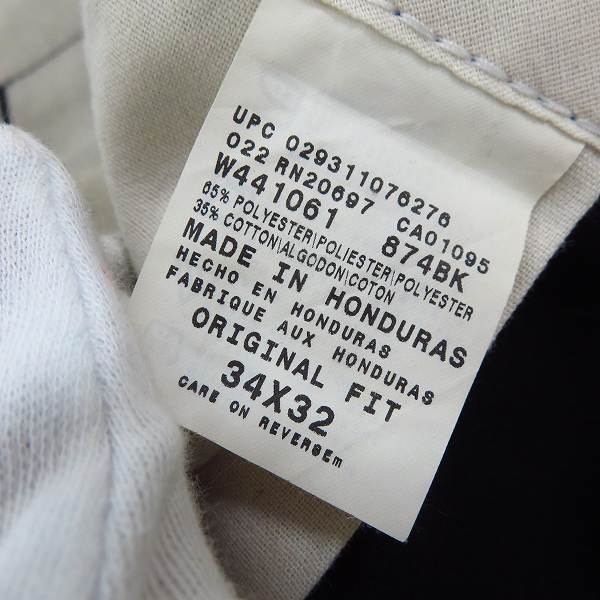 UPC 029311076276
022 RN20697 CA01095
W441061 874BK
65% POLYESTER|POLIESTER|POLYESTER
35% COTTON|ALGODON|COTON
MADE IN HONDURAS
HECHO EN HONDURAS
FABRIQUE AUX HONDURAS
ORIGINAL FIT
34X32
CARE ON REVERSEm